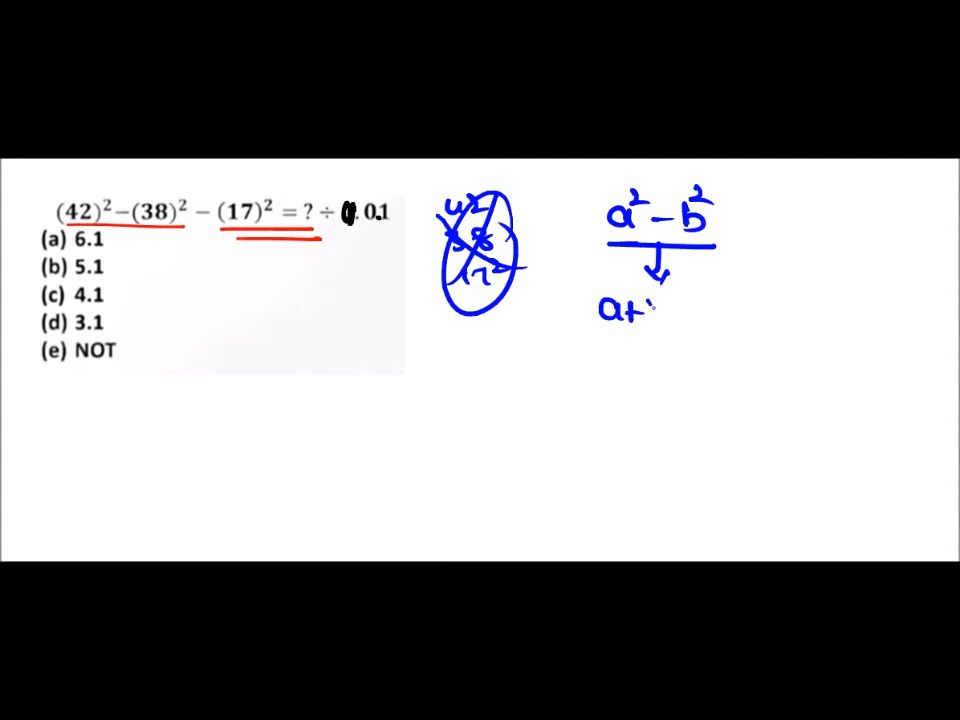 (42)² − (38)² − (17)² = ? ÷ 0.1
(a) 6.1
(b) 5.1
(c) 4.1
(d) 3.1
(e) NOT
42
38
17²
a² − b²
a+